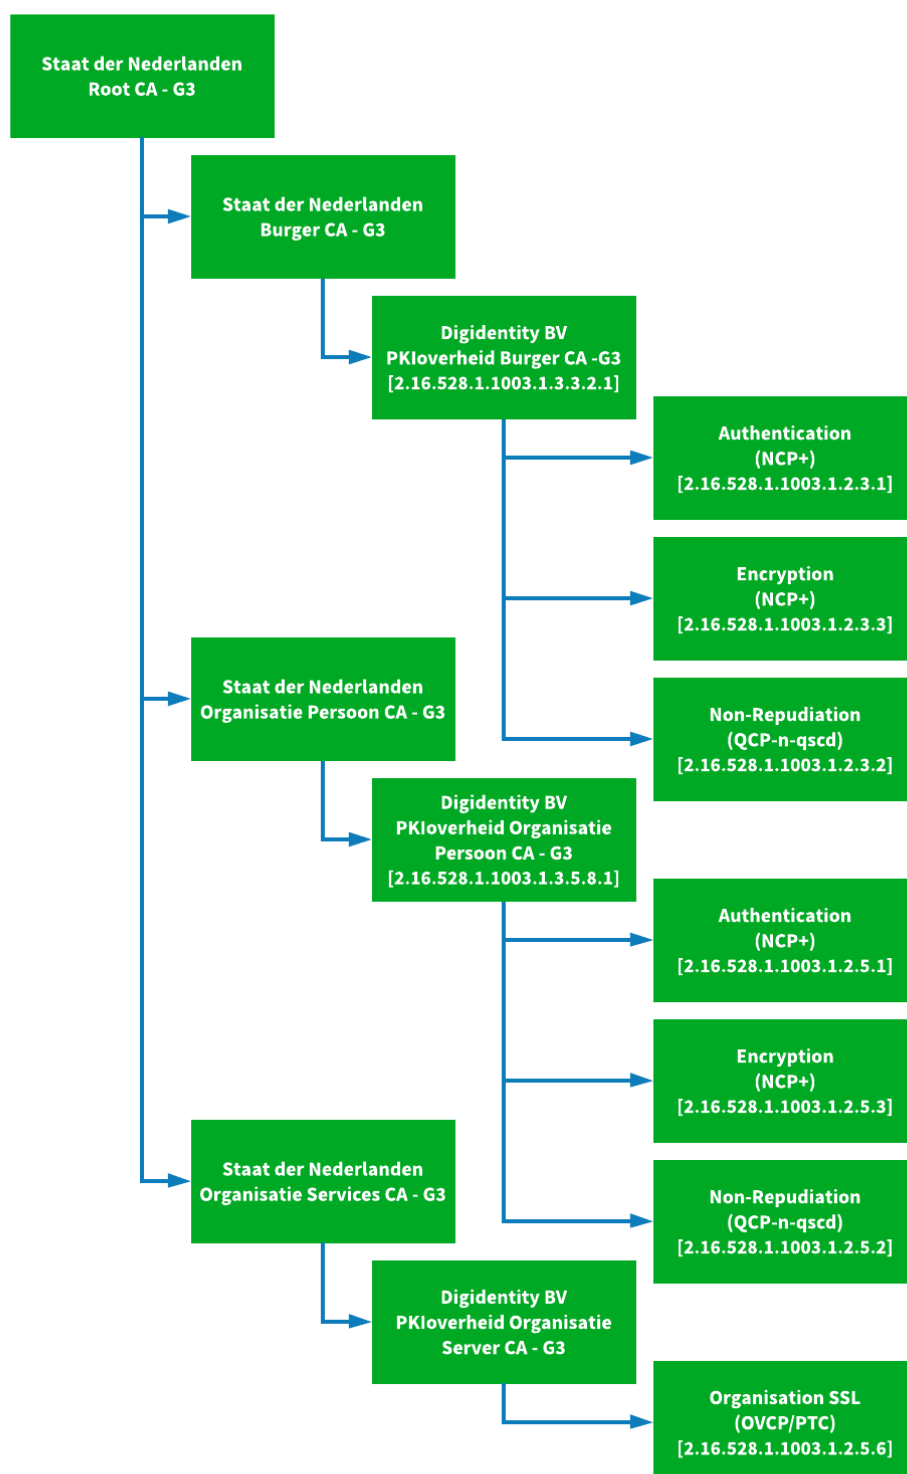 Staat der Nederlanden
Root CA - G3
Staat der Nederlanden
Burger CA - G3
Digidentity BV
PKIoverheid Burger CA -G3
[2.16.528.1.1003.1.3.3.2.1]
Authentication
(NCP+)
[2.16.528.1.1003.1.2.3.1]
Encryption
(NCP+)
[2.16.528.1.1003.1.2.3.3]
Non-Repudiation
(QCP-n-qscd)
[2.16.528.1.1003.1.2.3.2]
Staat der Nederlanden
Organisatie Persoon CA - G3
Digidentity BV
PKIoverheid Organisatie
Persoon CA - G3
[2.16.528.1.1003.1.3.5.8.1]
Authentication
(NCP+)
[2.16.528.1.1003.1.2.5.1]
Encryption
(NCP+)
[2.16.528.1.1003.1.2.5.3]
Non-Repudiation
(QCP-n-qscd)
[2.16.528.1.1003.1.2.5.2]
Staat der Nederlanden
Organisatie Services CA - G3
Digidentity BV
PKIoverheid Organisatie
Server CA - G3
Organisation SSL
(OVCP/PTC)
[2.16.528.1.1003.1.2.5.6]